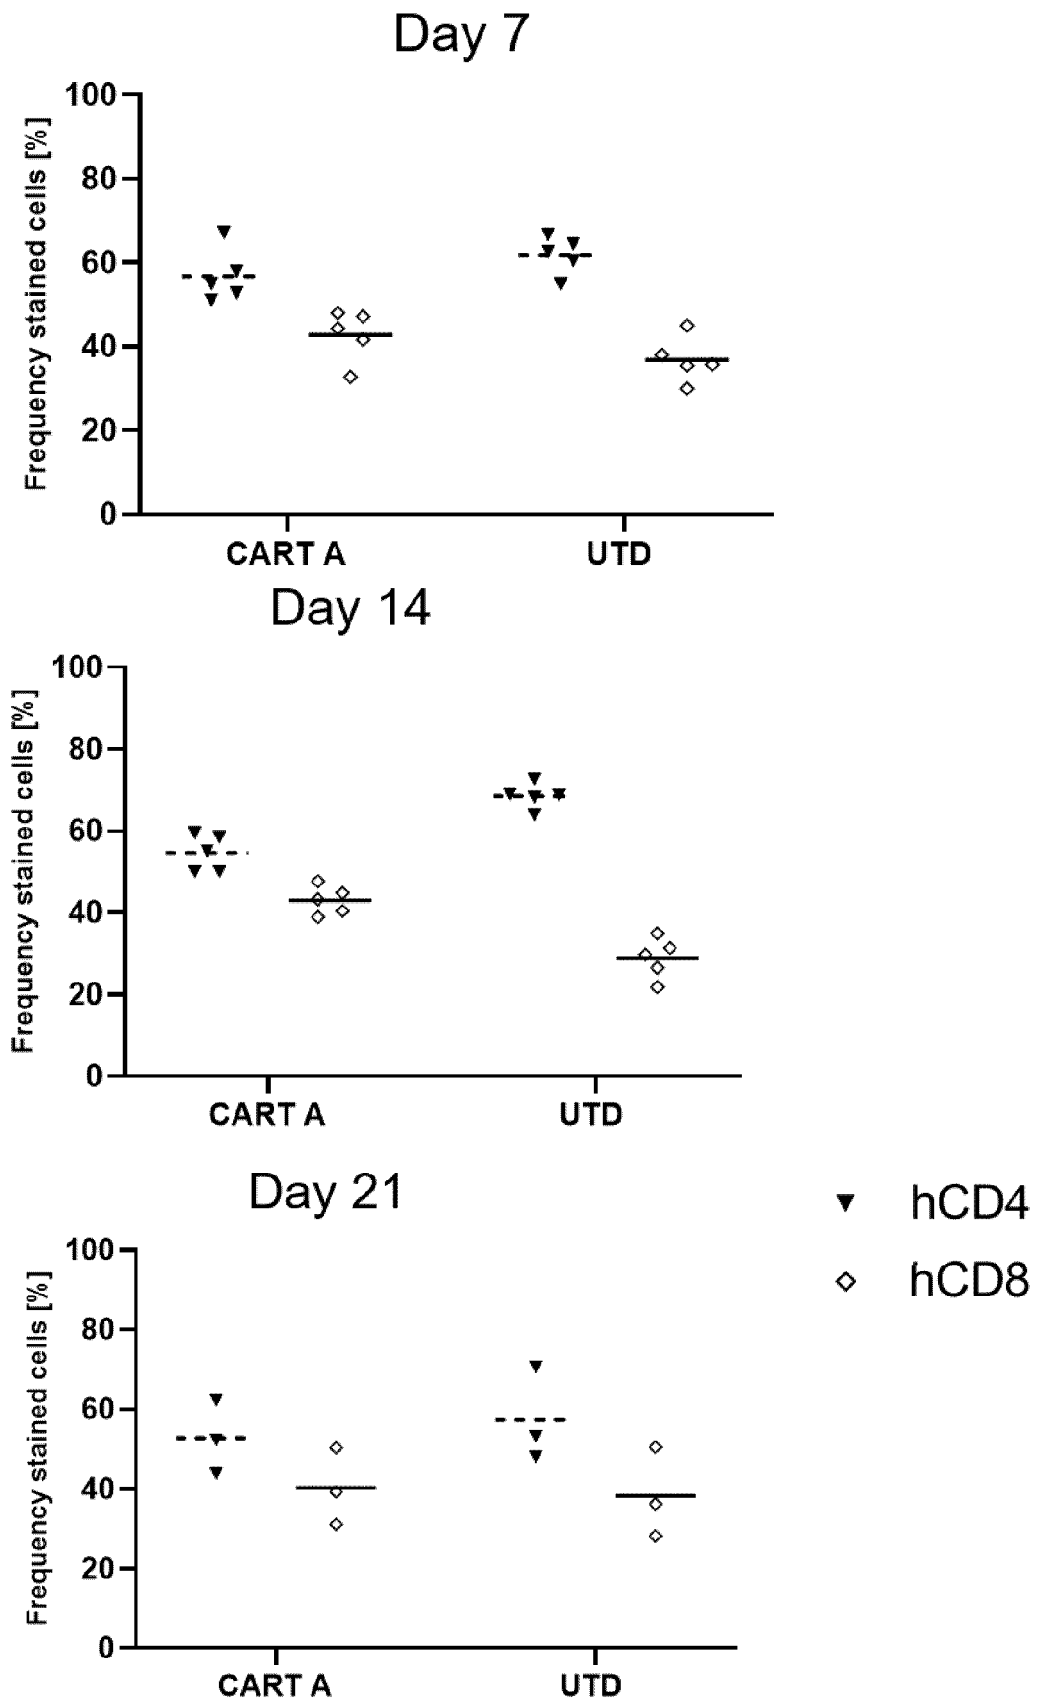 Day 7
Frequency stained cells [%]
100
80
60
40
20
0
CART A UTD
Day 14
Frequency stained cells [%]
100
80
60
40
20
0
CART A UTD
Day 21
Frequency stained cells [%]
100
80
60
40
20
0
CART A UTD
hCD4
hCD8